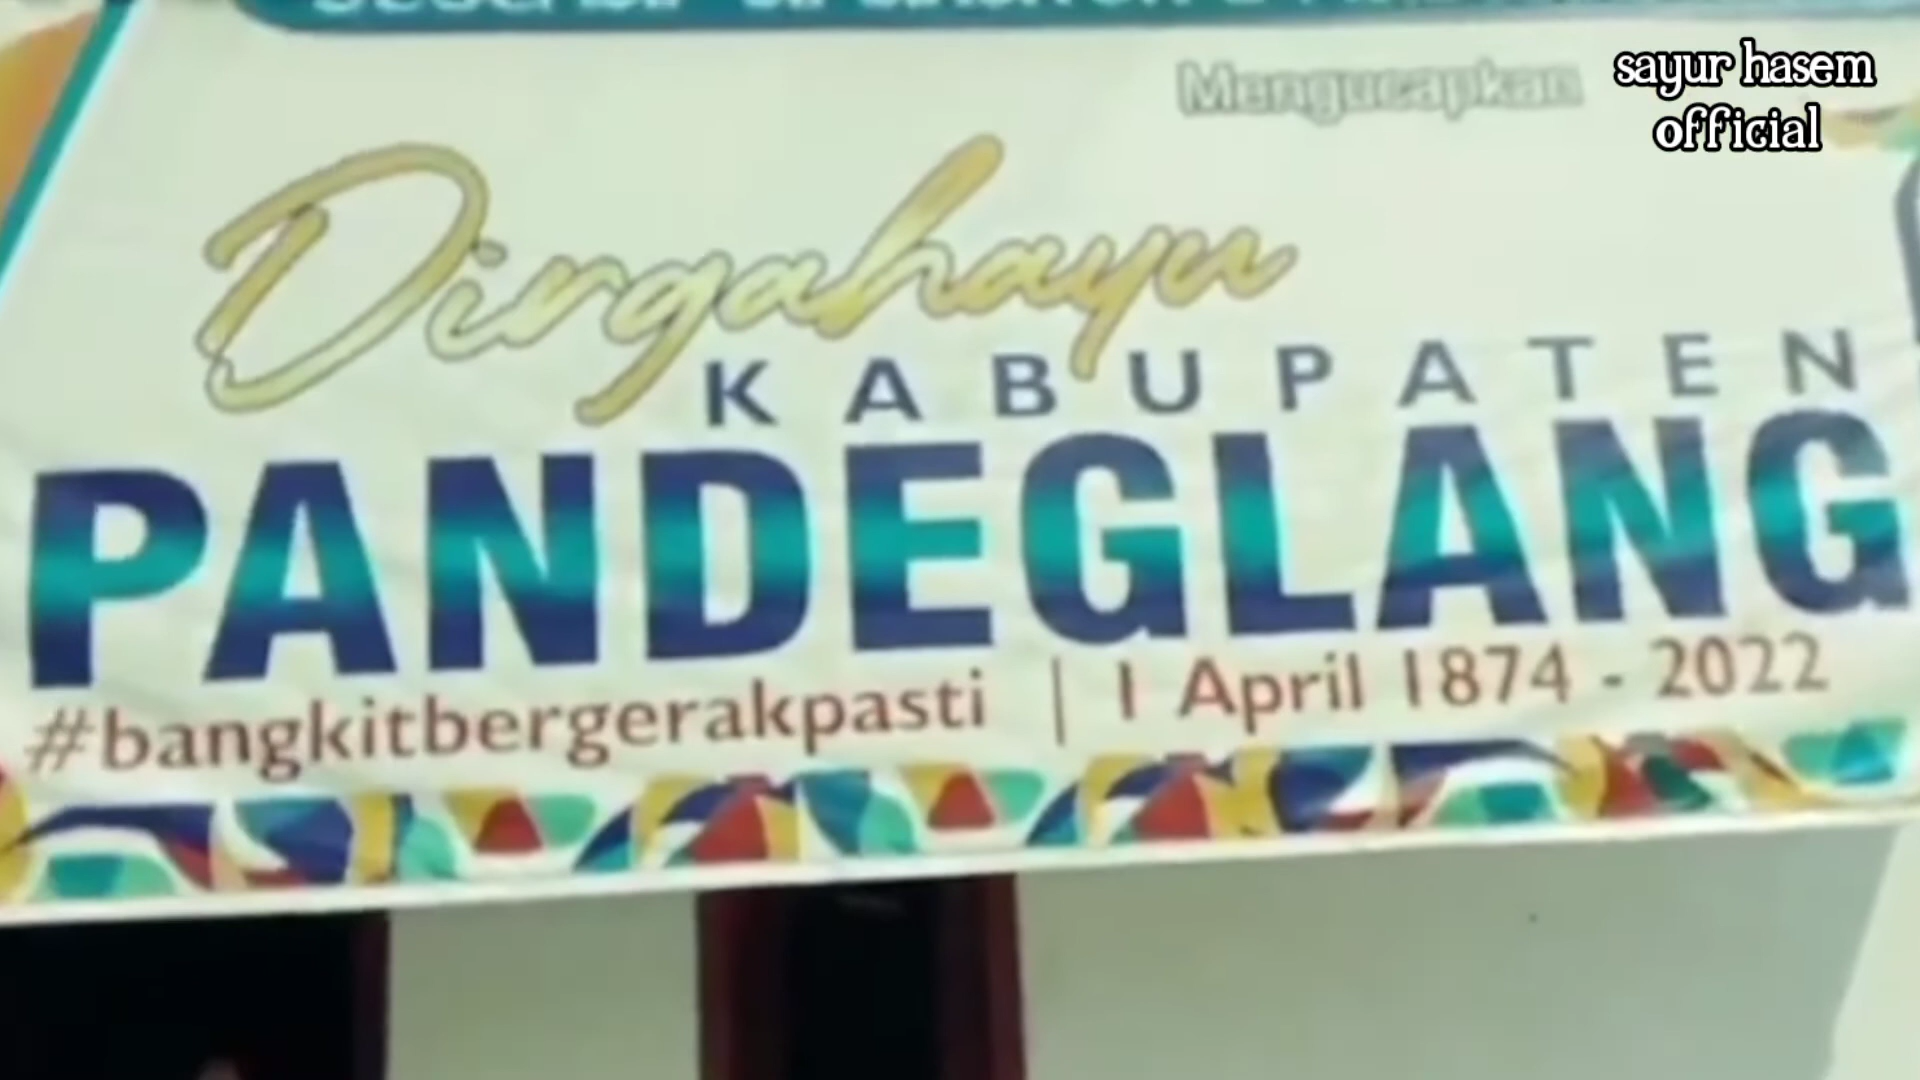 Mengucapkan
sayur hasem
official
Dirgahayu
KABUPATEN
PANDEGLANG
#bangkitbergerakpasti | 1 April 1874 - 2022